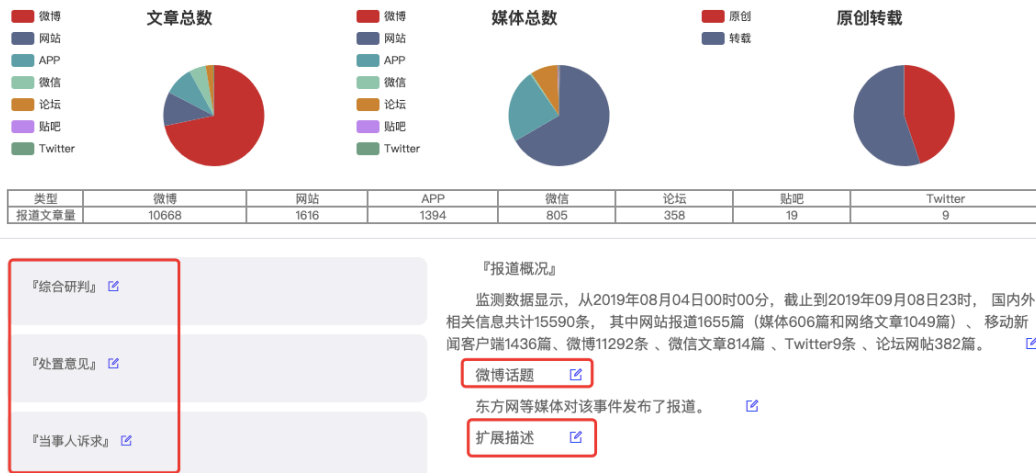 文章总数
微博
网站
APP
微信
论坛
贴吧
Twitter
媒体总数
微博
网站
APP
微信
论坛
贴吧
Twitter
原创转载
原创
转载
类型 微博 网站 APP 微信 论坛 贴吧 Twitter
报道文章量 10668 1616 1394 805 358 19 9
『综合研判』
『处置意见』
『当事人诉求』
『报道概况』
监测数据显示，从2019年08月04日00时00分，截止到2019年09月08日23时， 国内外
相关信息共计15590条， 其中网站报道1655篇（媒体606篇和网络文章1049篇）、 移动新
闻客户端1436篇、微博11292条 、微信文章814篇 、Twitter9条 、论坛网帖382篇。
微博话题
东方网等媒体对该事件发布了报道。
扩展描述